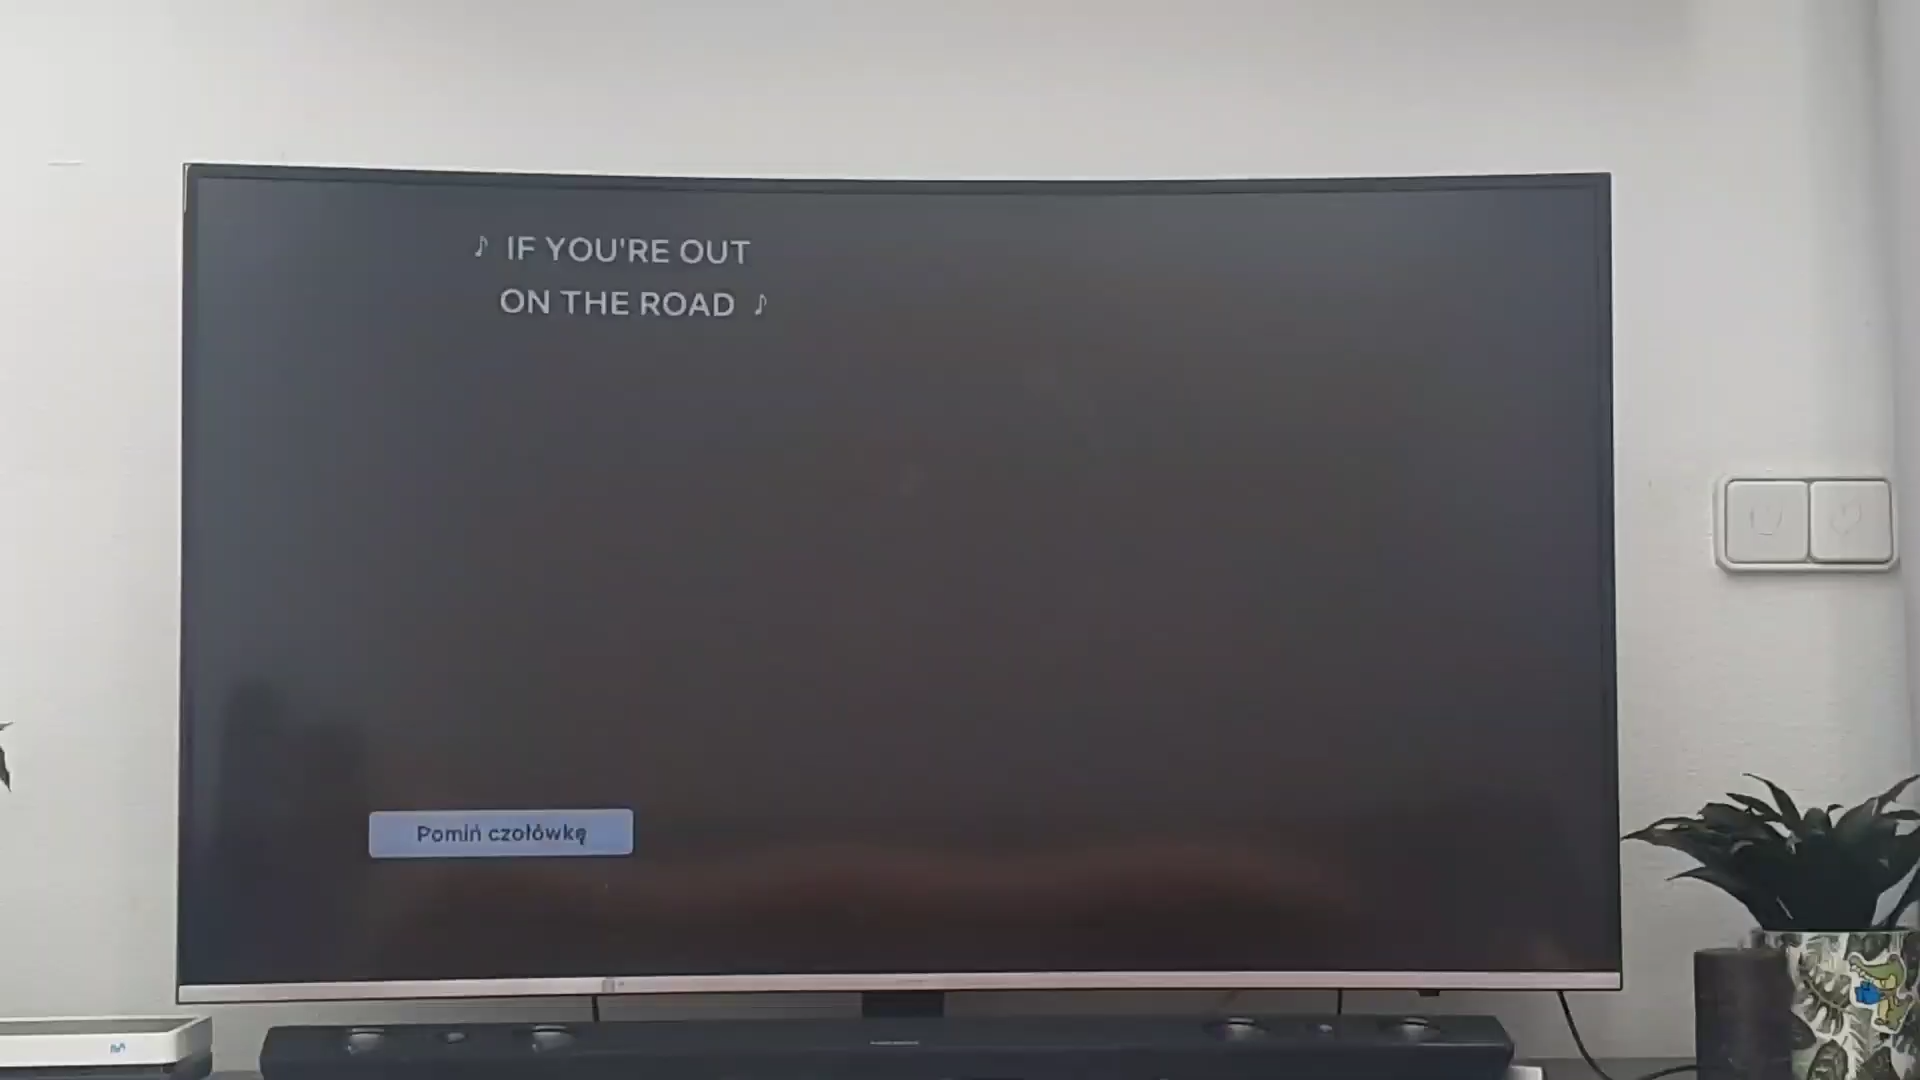 ♪ IF YOU'RE OUT
ON THE ROAD ♪
Pomiń czołówkę